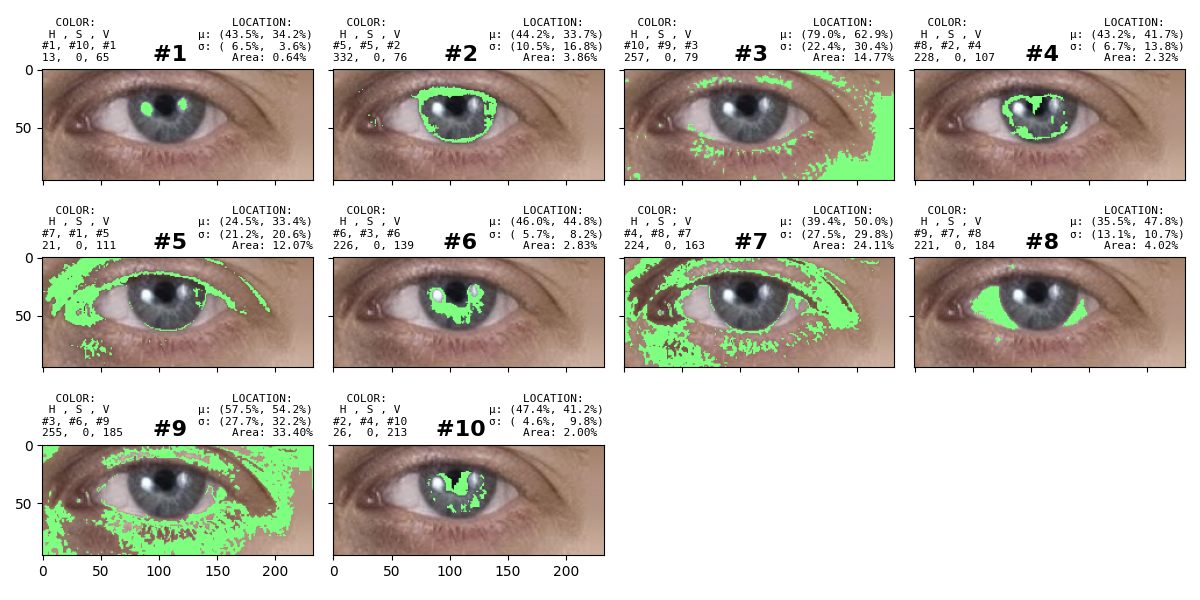 COLOR: LOCATION:
H , S , V μ: (43.5%, 34.2%)
#1, #10, #1 σ: ( 6.5%, 3.6%)
13, 0, 65 #1 Area: 0.64%
COLOR: LOCATION:
H , S , V μ: (44.2%, 33.7%)
#5, #5, #2 σ: (10.5%, 16.8%)
332, 0, 76 #2 Area: 3.86%
COLOR: LOCATION:
H , S , V μ: (79.0%, 62.9%)
#10, #9, #3 σ: (22.4%, 30.4%)
257, 0, 79 #3 Area: 14.77%
COLOR: LOCATION:
H , S , V μ: (43.2%, 41.7%)
#8, #2, #4 σ: ( 6.7%, 13.8%)
228, 0, 107 #4 Area: 2.32%
0
50
COLOR: LOCATION:
H , S , V μ: (24.5%, 33.4%)
#7, #1, #5 σ: (21.2%, 20.6%)
21, 0, 111 #5 Area: 12.07%
COLOR: LOCATION:
H , S , V μ: (46.0%, 44.8%)
#6, #3, #6 σ: ( 5.7%, 8.2%)
226, 0, 139 #6 Area: 2.83%
COLOR: LOCATION:
H , S , V μ: (39.4%, 50.0%)
#4, #8, #7 σ: (27.5%, 29.8%)
224, 0, 163 #7 Area: 24.11%
COLOR: LOCATION:
H , S , V μ: (35.5%, 47.8%)
#9, #7, #8 σ: (13.1%, 10.7%)
221, 0, 184 #8 Area: 4.02%
0
50
COLOR: LOCATION:
H , S , V μ: (57.5%, 54.2%)
#3, #6, #9 σ: (27.7%, 32.2%)
255, 0, 185 #9 Area: 33.40%
COLOR: LOCATION:
H , S , V μ: (47.4%, 41.2%)
#2, #4, #10 σ: ( 4.6%, 9.8%)
26, 0, 213 #10 Area: 2.00%
0
50
0 50 100 150 200
0 50 100 150 200